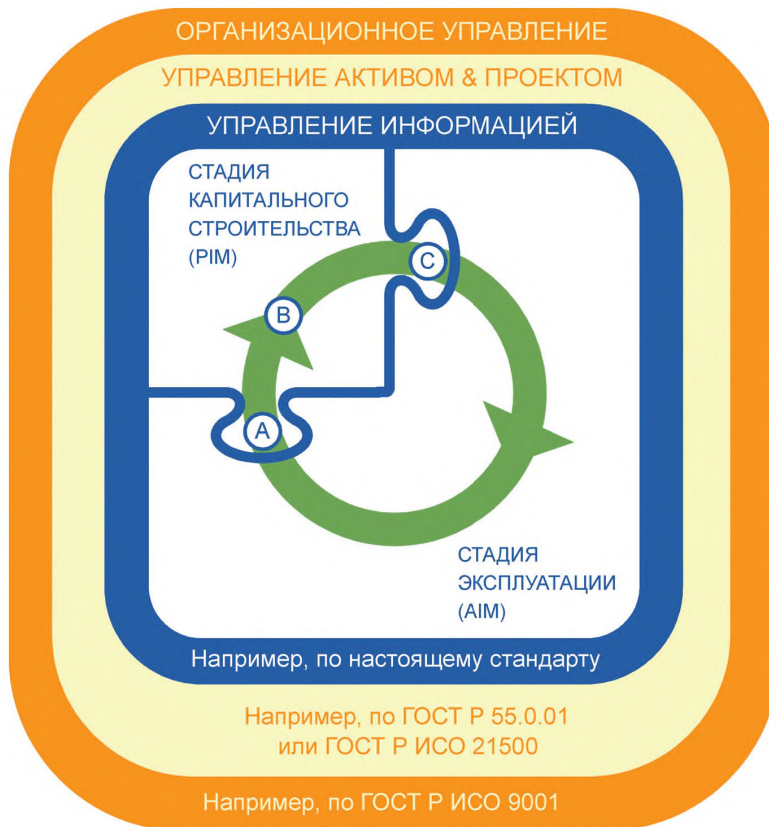 ОРГАНИЗАЦИОННОЕ УПРАВЛЕНИЕ
УПРАВЛЕНИЕ АКТИВОМ & ПРОЕКТОМ
УПРАВЛЕНИЕ ИНФОРМАЦИЕЙ
СТАДИЯ
КАПИТАЛЬНОГО
СТРОИТЕЛЬСТВА
(PIM)
C
B
A
СТАДИЯ
ЭКСПЛУАТАЦИИ
(AIM)
Например, по настоящему стандарту
Например, по ГОСТ Р 55.0.01
или ГОСТ Р ИСО 21500
Например, по ГОСТ Р ИСО 9001